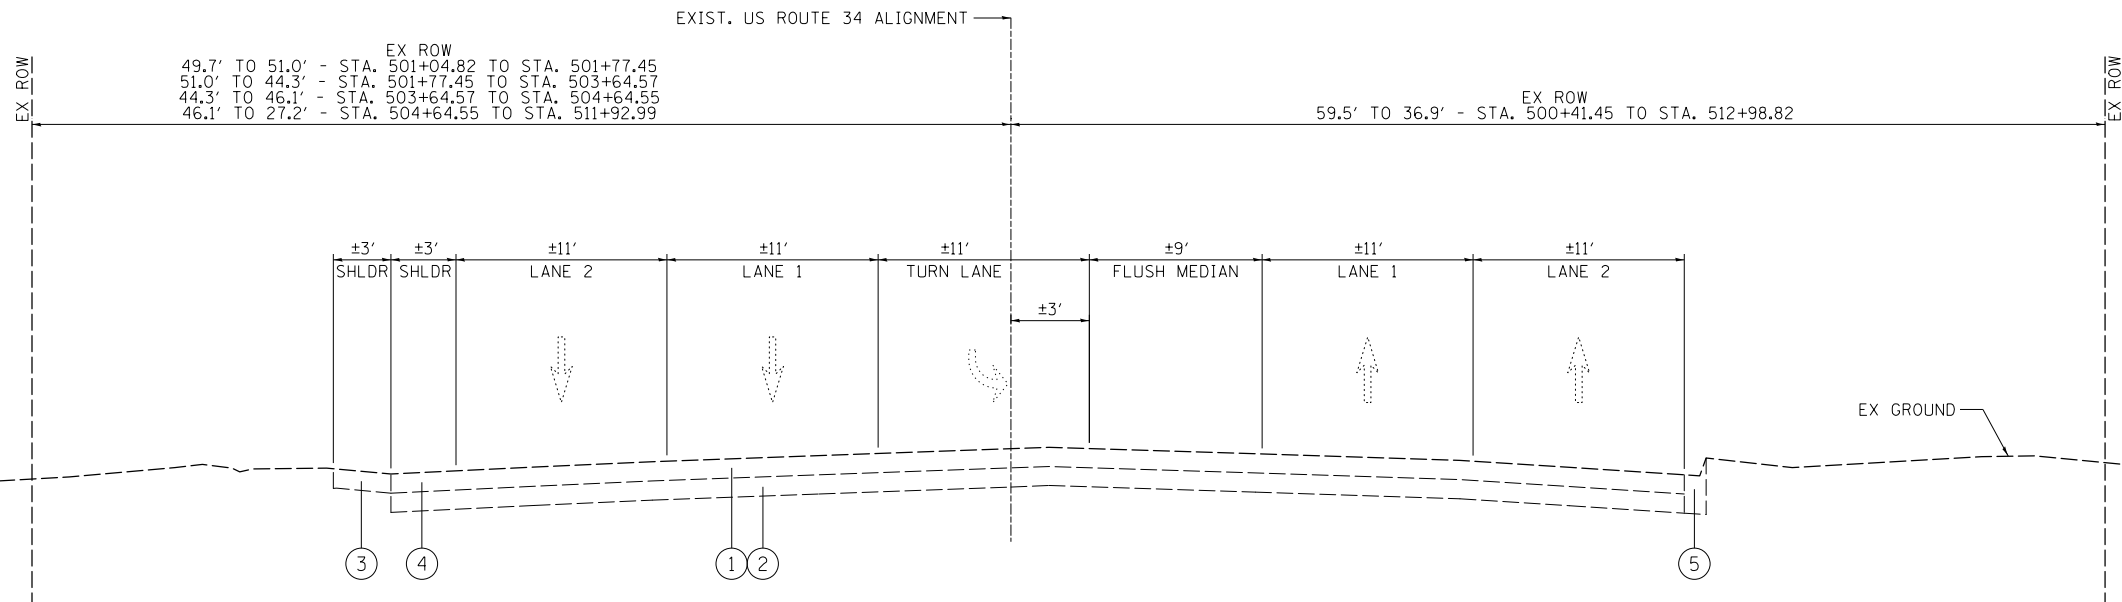 EXIST. US ROUTE 34 ALIGNMENT
EX ROW
EX ROW
49.7' TO 51.0' - STA. 501+04.82 TO STA. 501+77.45
51.0' TO 44.3' - STA. 501+77.45 TO STA. 503+64.57
44.3' TO 46.1' - STA. 503+64.57 TO STA. 504+64.55
46.1' TO 27.2' - STA. 504+64.55 TO STA. 511+92.99
EX ROW
59.5' TO 36.9' - STA. 500+41.45 TO STA. 512+98.82
EX ROW
±3' ±3' ±11' ±11' ±11' ±9' ±11' ±11'
SHLDR SHLDR LANE 2 LANE 1 TURN LANE FLUSH MEDIAN LANE 1 LANE 2
±3'
EX GROUND
3 4 1 2 5